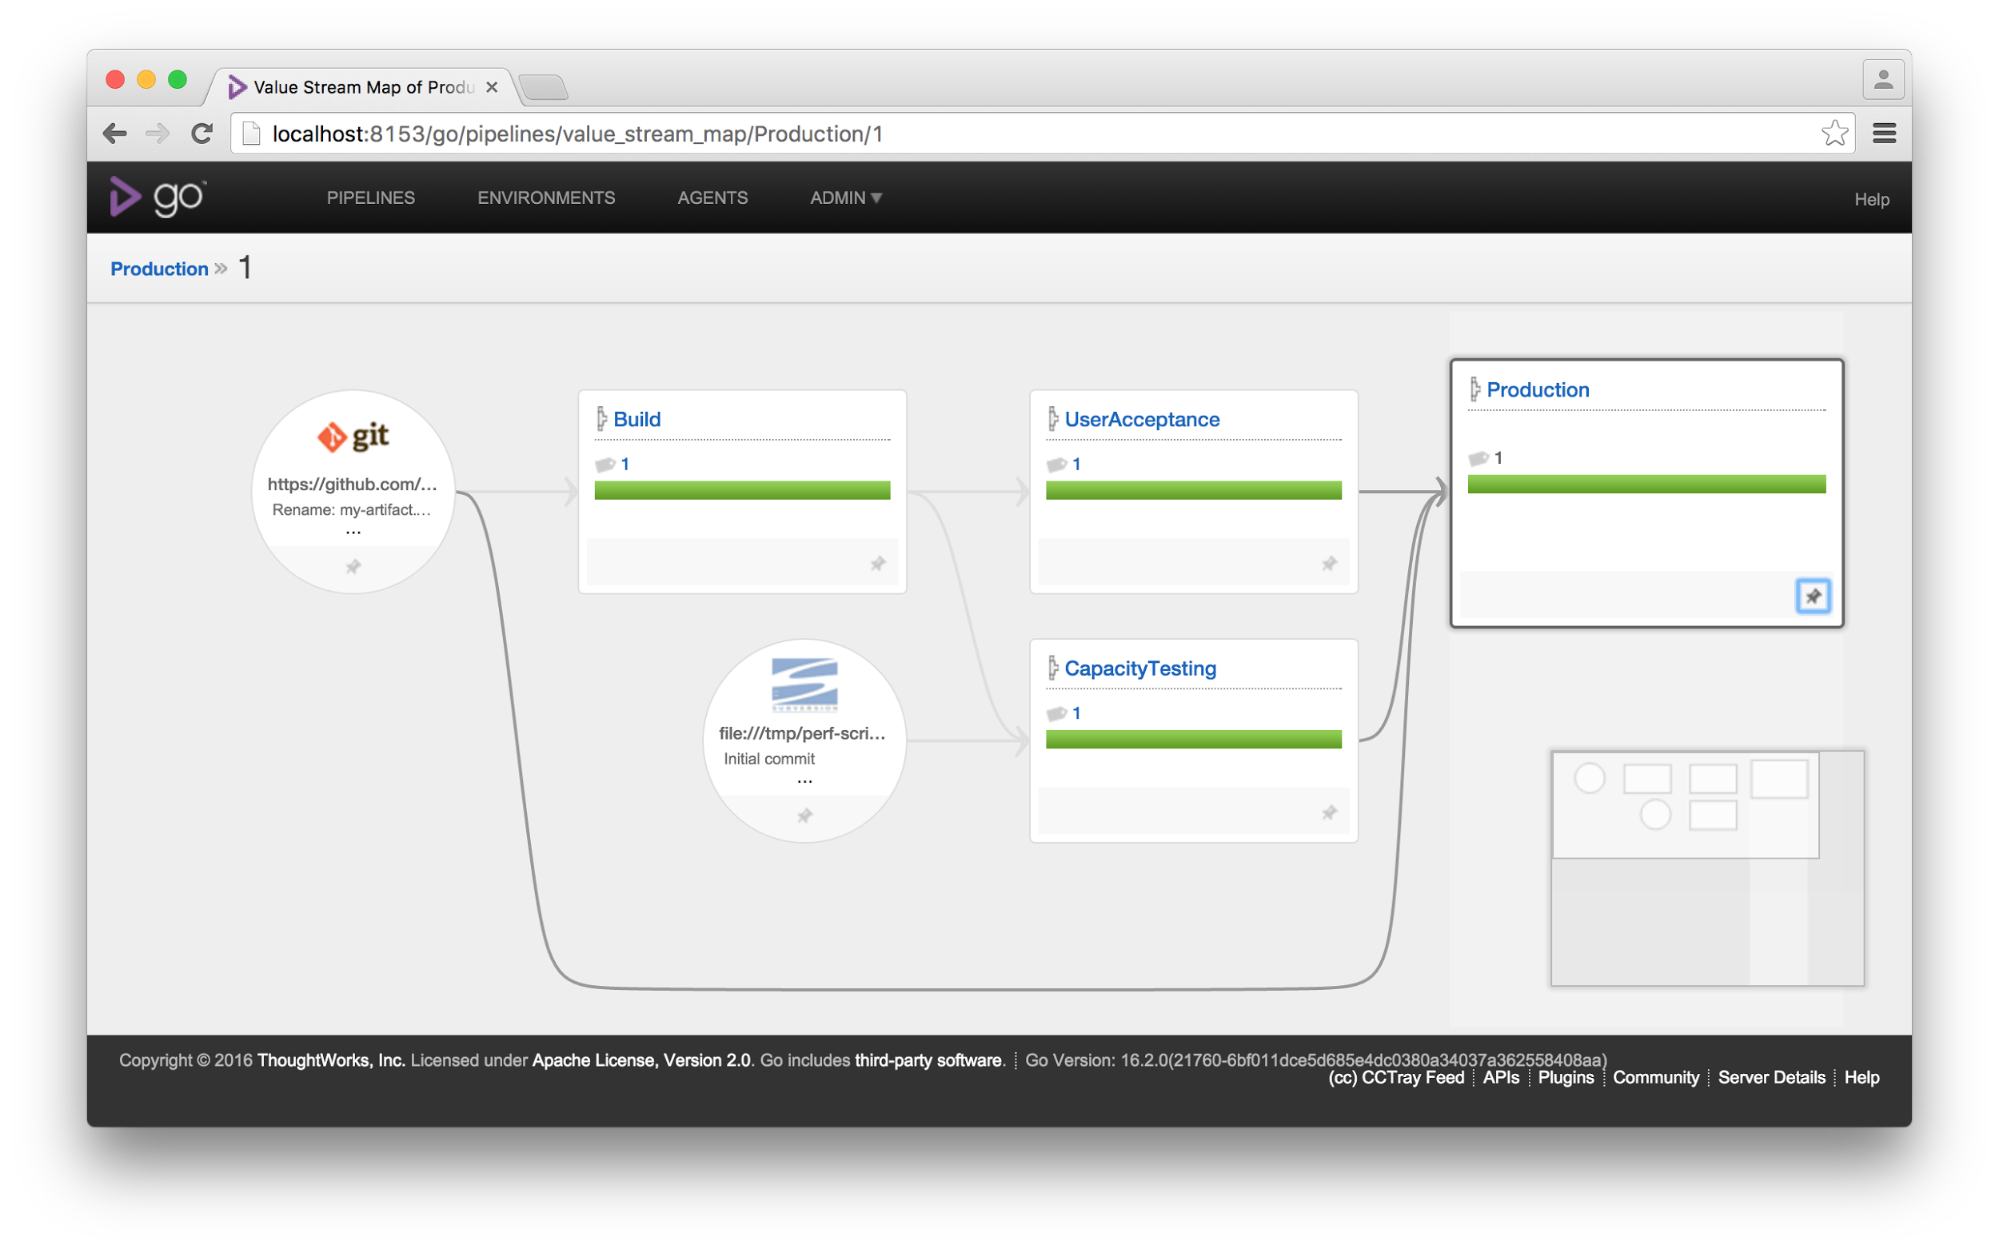 Value Stream Map of Produ
localhost:8153/go/pipelines/value_stream_map/Production/1
go™
PIPELINES
ENVIRONMENTS
AGENTS
ADMIN
Help
Production » 1
git
https://github.com/...
Rename: my-artifact....
...
Build
1
UserAcceptance
1
Production
1
SUBVERSION
file:///tmp/perf-scri...
Initial commit
...
CapacityTesting
1
Copyright © 2016 ThoughtWorks, Inc. Licensed under Apache License, Version 2.0. Go includes third-party software. Go Version: 16.2.0(21760-6bf011dce5d685e4dc0380a34037a362558408aa)
(cc) CCTray Feed APIs Plugins Community Server Details Help